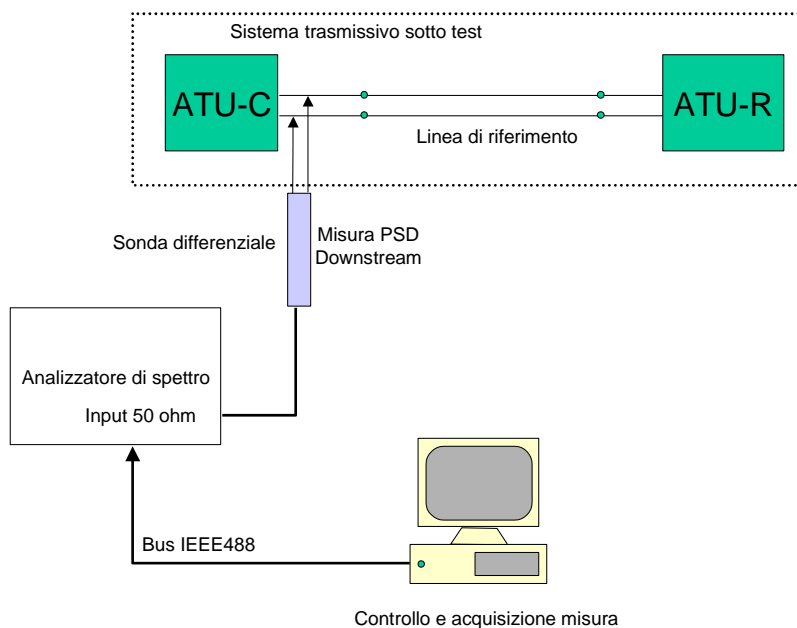 Sistema trasmissivo sotto test
ATU-C
ATU-R
Linea di riferimento
Sonda differenziale
Misura PSD
Downstream
Analizzatore di spettro
Input 50 ohm
Bus IEEE488
Controllo e acquisizione misura